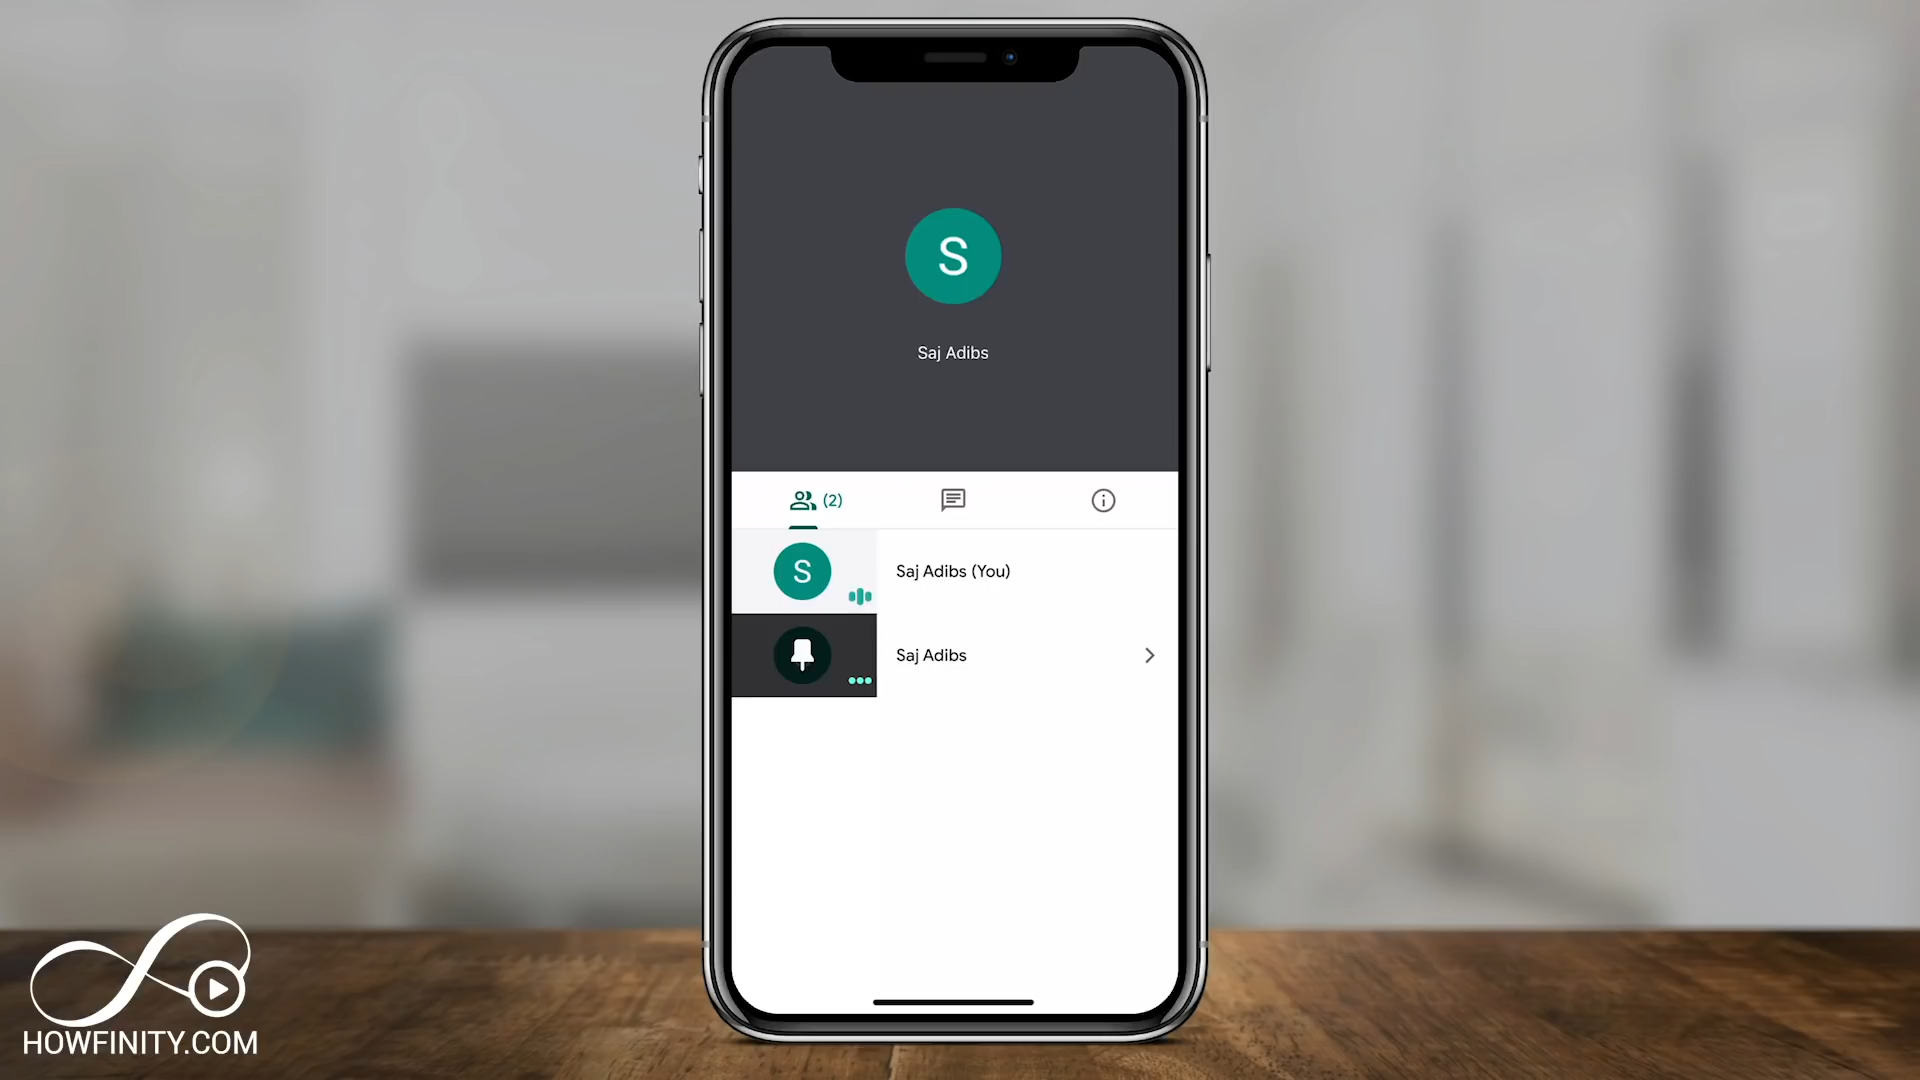 S
Saj Adibs
(2)
S
Saj Adibs (You)
Saj Adibs
HOWFINITY.COM